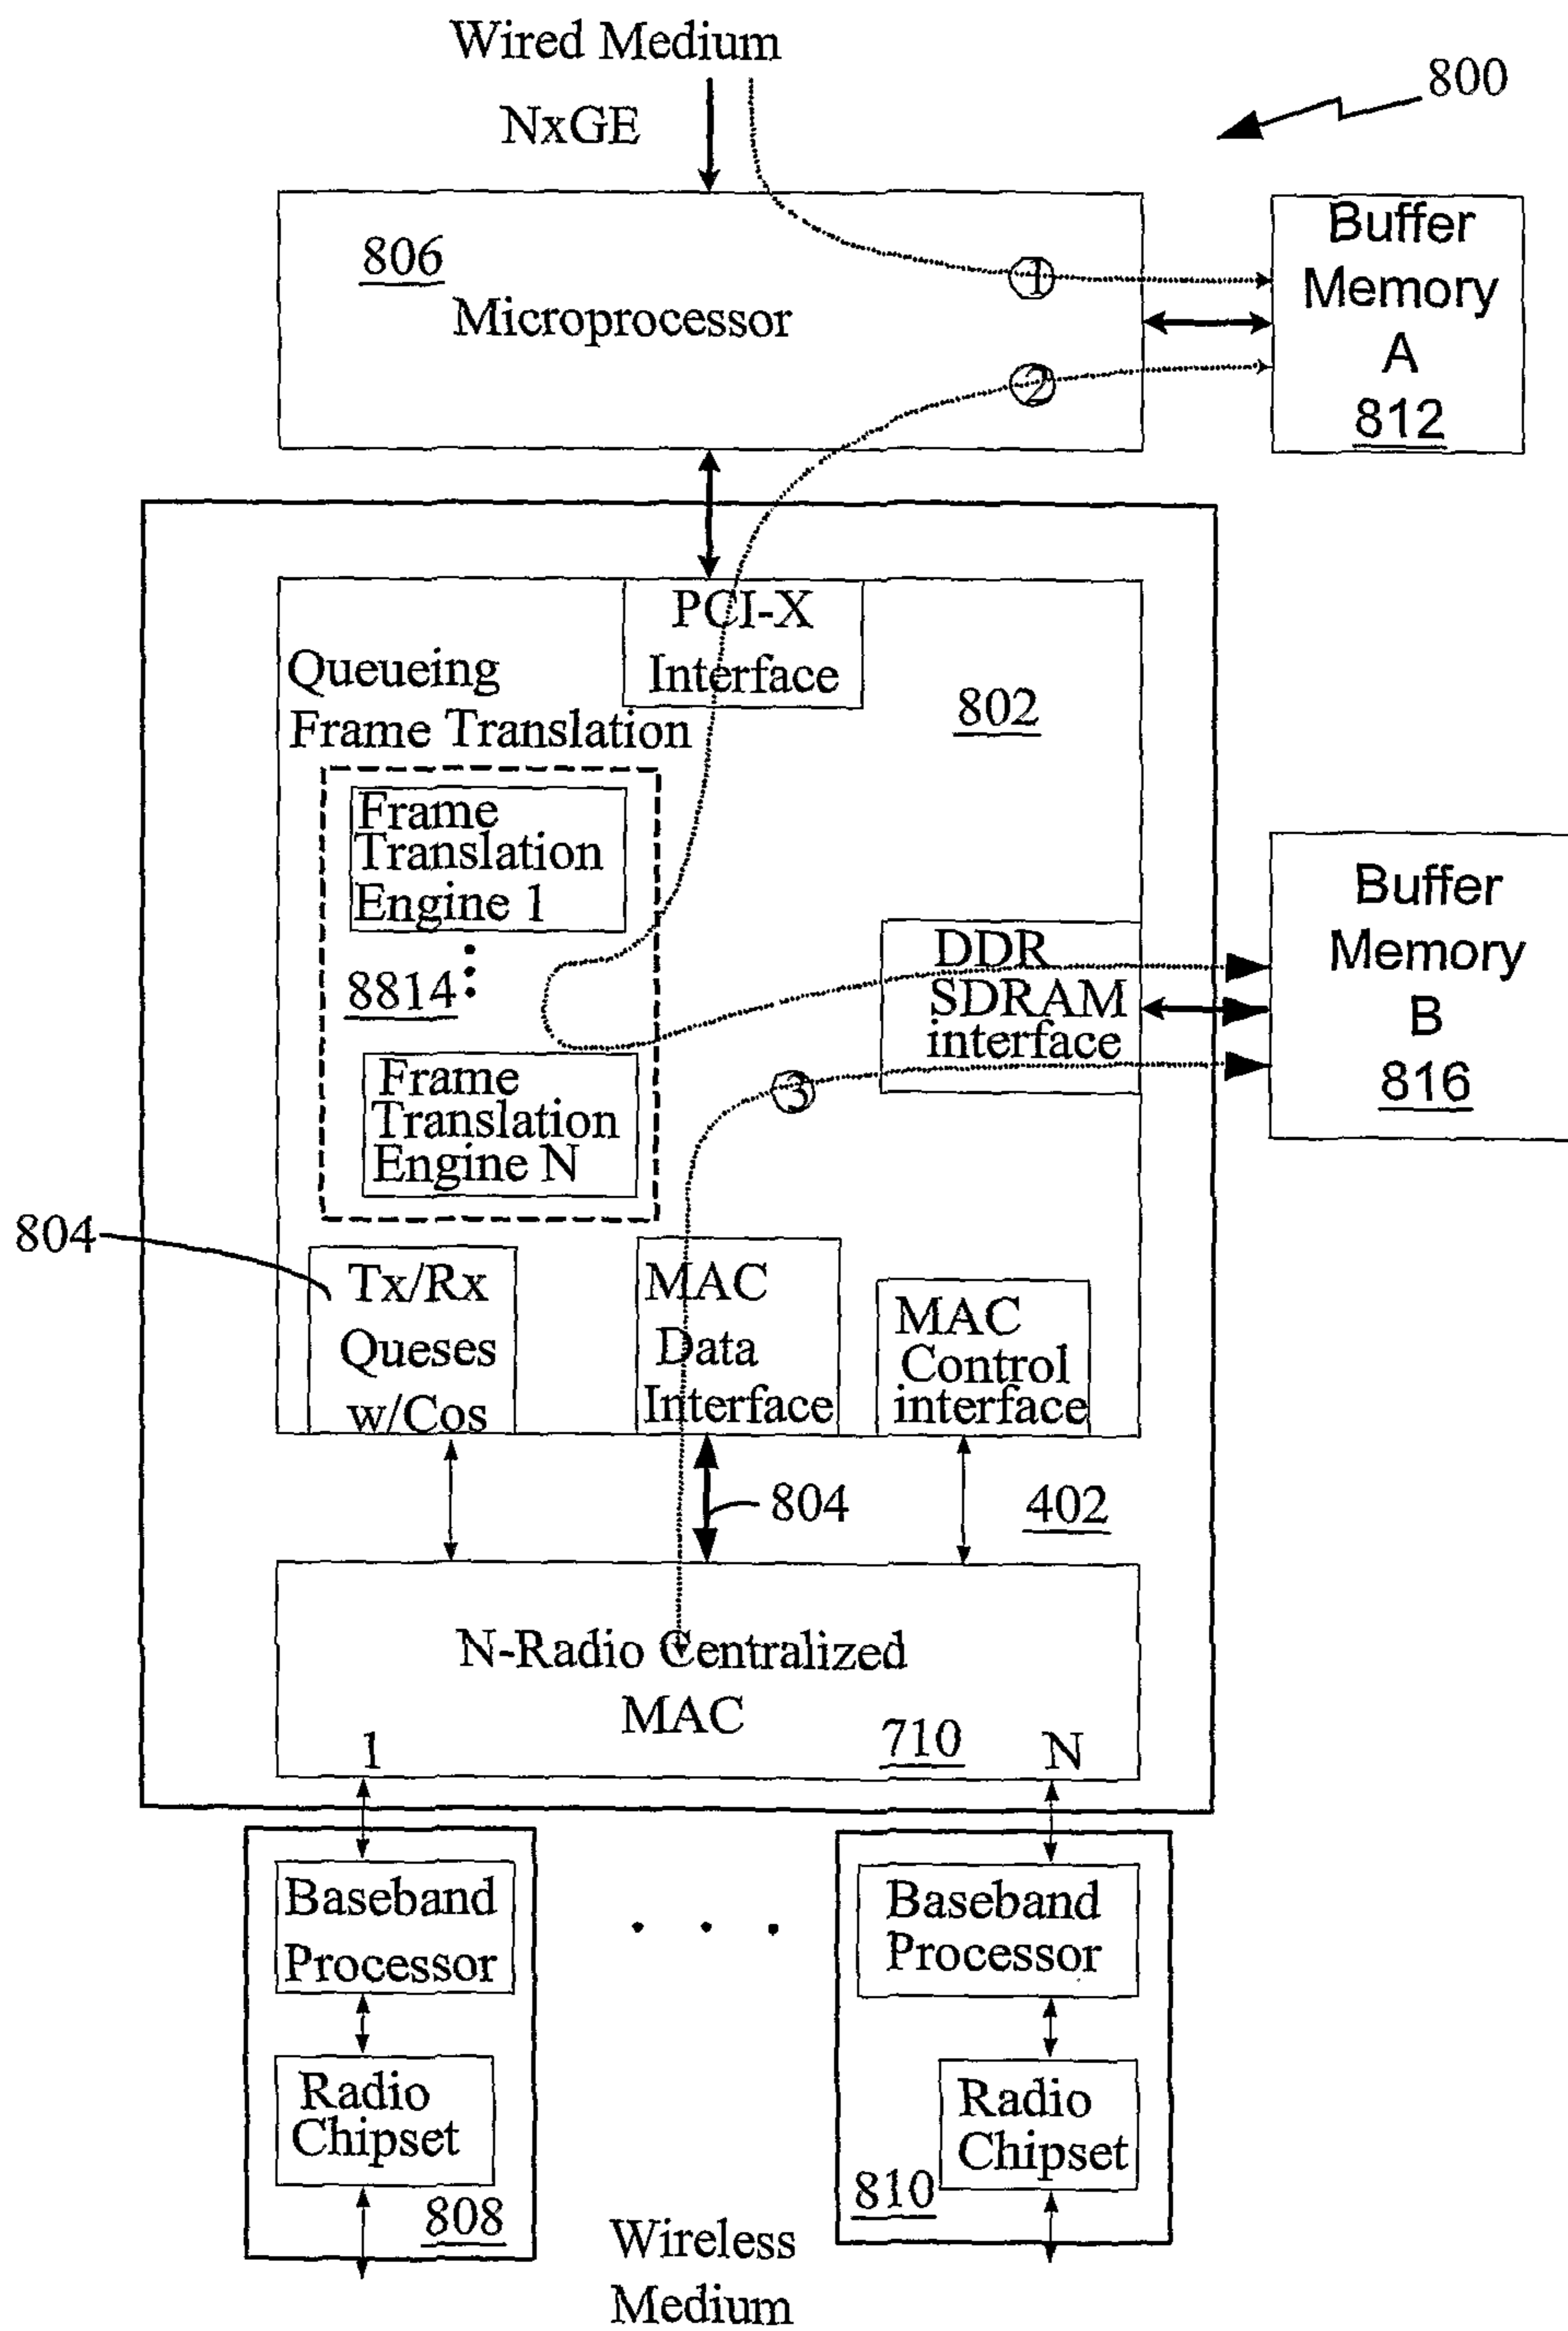 Wired Medium
NxGE
800
806
Microprocessor
1
2
Buffer
Memory
A
812
PCI-X
Interface
Queueing
Frame Translation
802
Frame
Translation
Engine 1
8814
Frame
Translation
Engine N
DDR
SDRAM
interface
3
Buffer
Memory
B
816
804
Tx/Rx
Queses
w/Cos
MAC
Data
Interface
MAC
Control
interface
804
402
N-Radio Centralized
MAC
1
710
N
Baseband
Processor
Radio
Chipset
808
Baseband
Processor
Radio
Chipset
810
Wireless
Medium